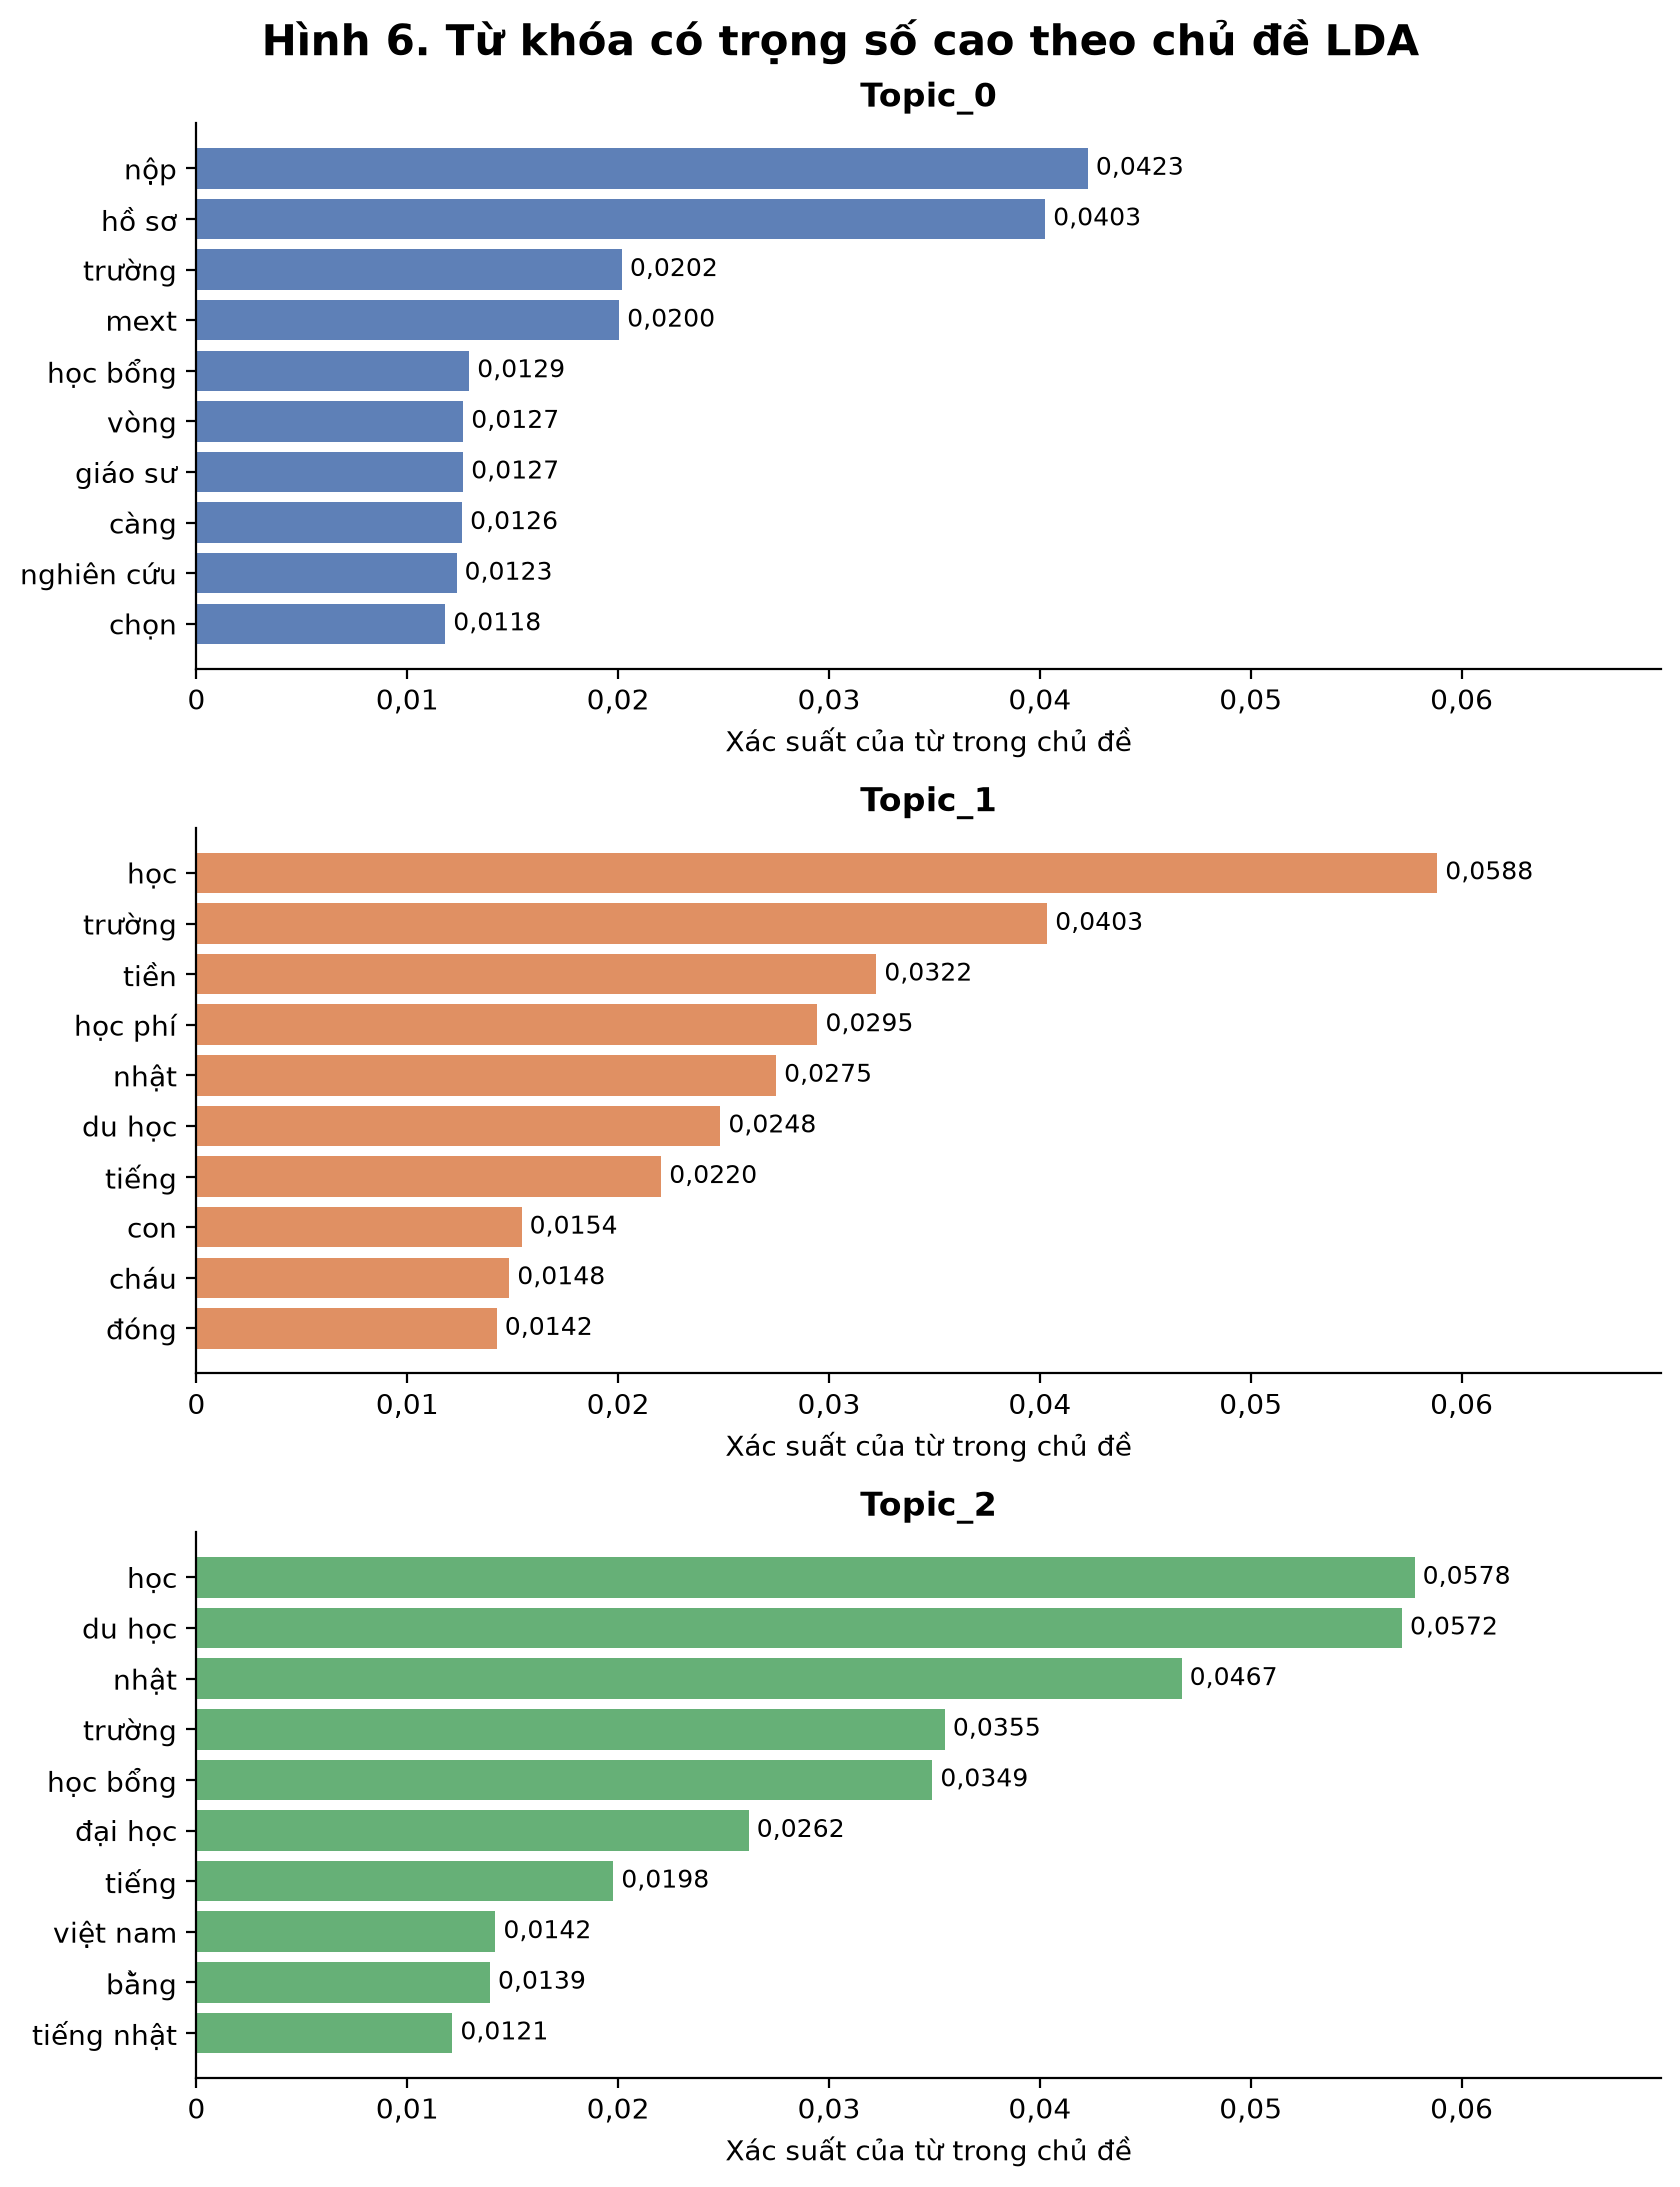 Hình 6. Từ khóa có trọng số cao theo chủ đề LDA
Topic_0
nộp 0,0423
hồ sơ 0,0403
trường 0,0202
mext 0,0200
học bổng 0,0129
vòng 0,0127
giáo sư 0,0127
càng 0,0126
nghiên cứu 0,0123
chọn 0,0118
0 0,01 0,02 0,03 0,04 0,05 0,06
Xác suất của từ trong chủ đề
Topic_1
học 0,0588
trường 0,0403
tiền 0,0322
học phí 0,0295
nhật 0,0275
du học 0,0248
tiếng 0,0220
con 0,0154
cháu 0,0148
đóng 0,0142
0 0,01 0,02 0,03 0,04 0,05 0,06
Xác suất của từ trong chủ đề
Topic_2
học 0,0578
du học 0,0572
nhật 0,0467
trường 0,0355
học bổng 0,0349
đại học 0,0262
tiếng 0,0198
việt nam 0,0142
bằng 0,0139
tiếng nhật 0,0121
0 0,01 0,02 0,03 0,04 0,05 0,06
Xác suất của từ trong chủ đề